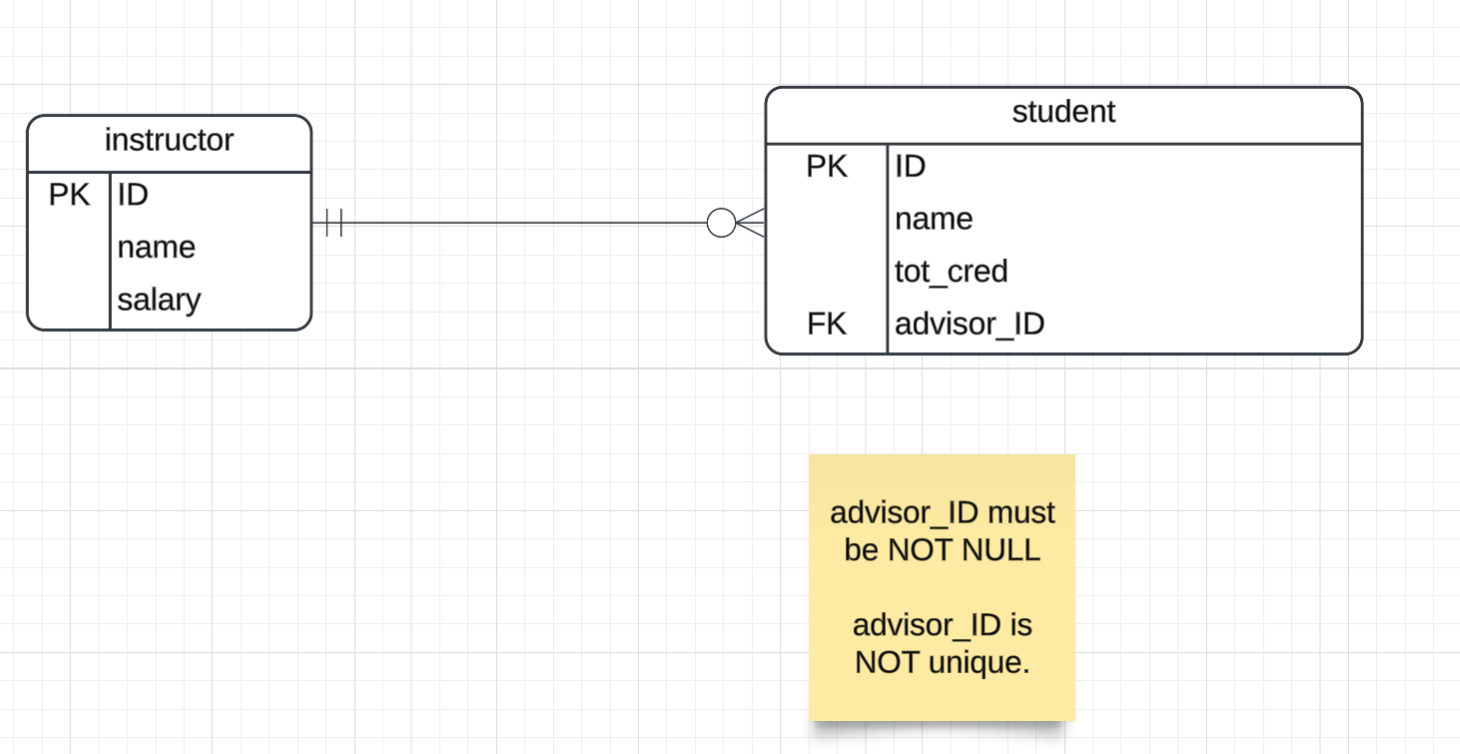 instructor
PK ID
name
salary
student
PK ID
name
tot_cred
FK advisor_ID
advisor_ID must
be NOT NULL
advisor_ID is
NOT unique.